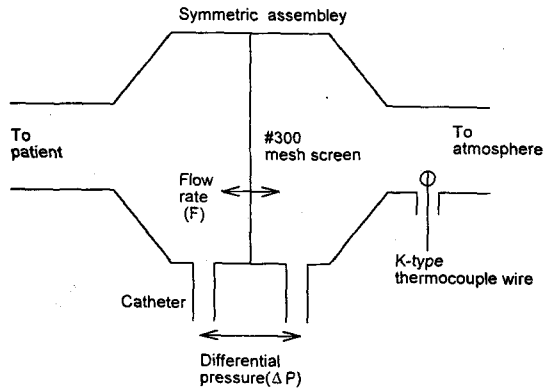 Symmetric assembley
To
patient
#300
mesh screen
To
atmosphere
Flow
rate
(F)
K-type
thermocouple wire
Catheter
Differential
pressure(ΔP)